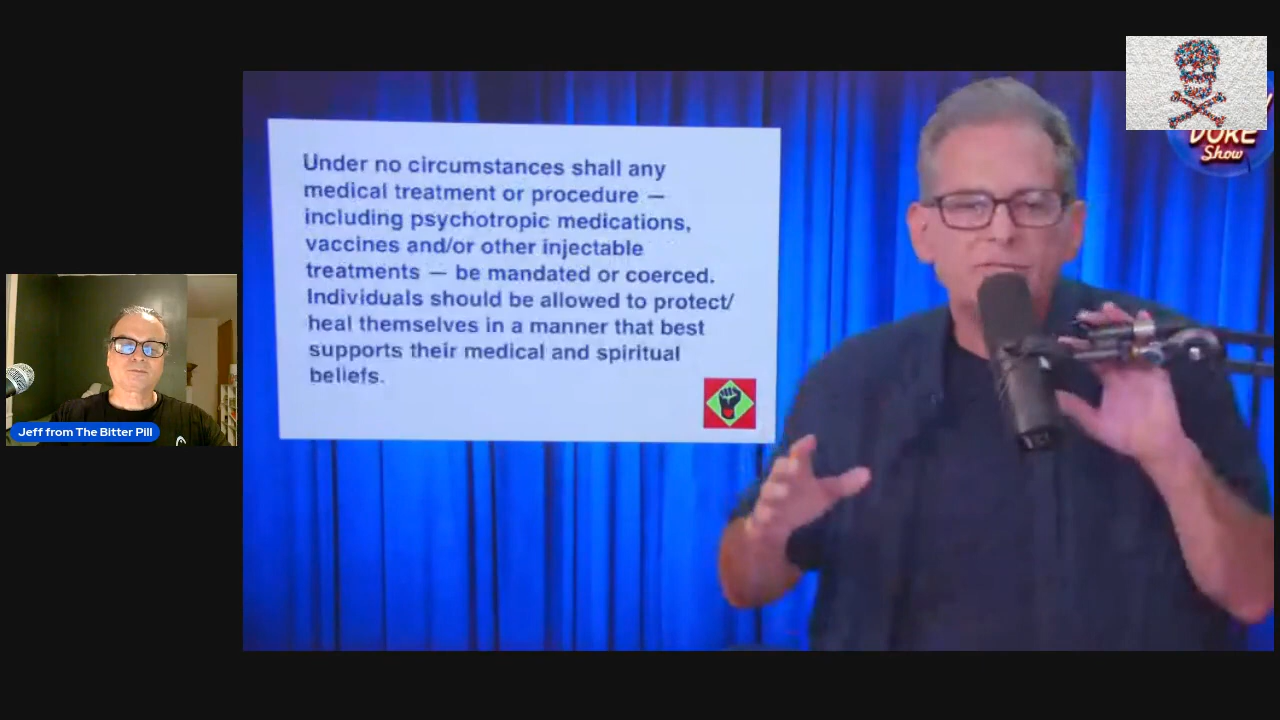 DORE
Show
Under no circumstances shall any
medical treatment or procedure —
including psychotropic medications,
vaccines and/or other injectable
treatments — be mandated or coerced.
Individuals should be allowed to protect/
heal themselves in a manner that best
supports their medical and spiritual
beliefs.
Jeff from The Bitter Pill